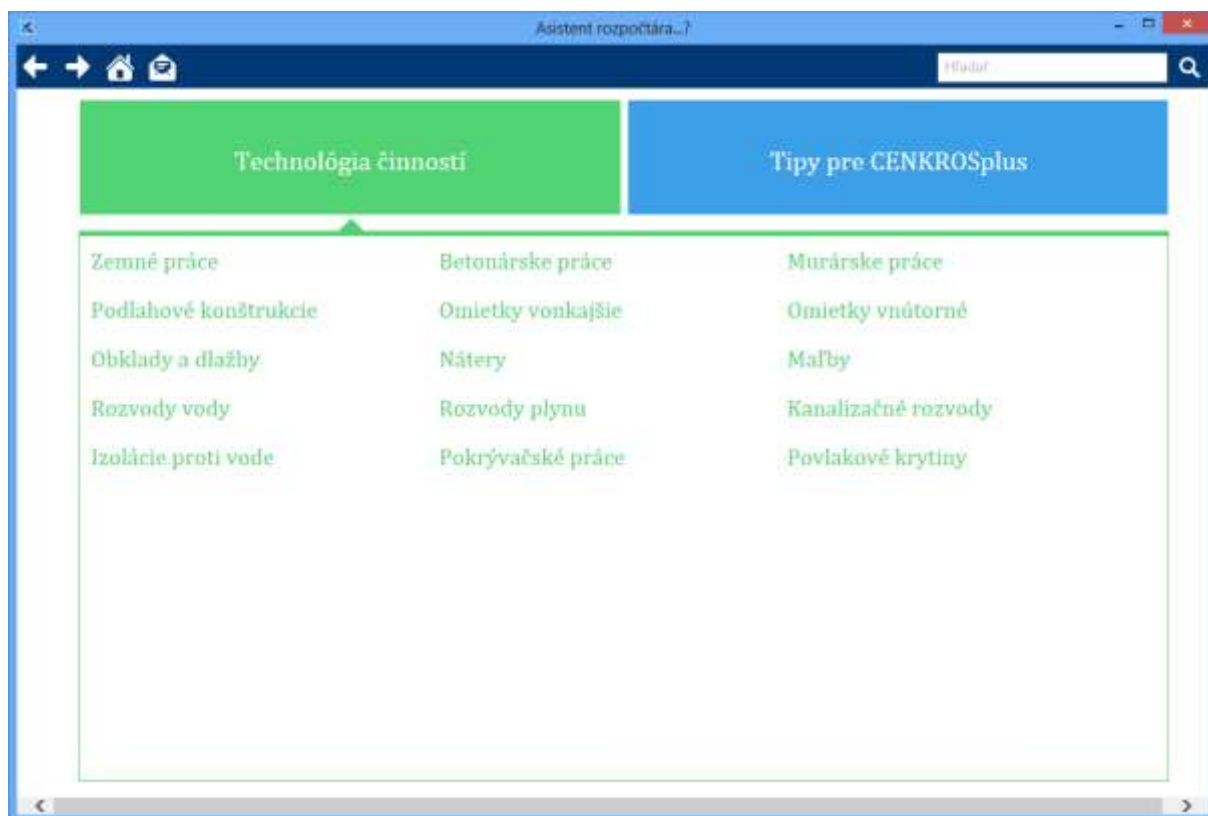 Asistent rozpočtára...?
Hľadať
Technológia činností
Tipy pre CENKROSplus
Zemné práce Betonárske práce Murárske práce
Podlahové konštrukcie Omietky vonkajšie Omietky vnútorné
Obklady a dlažby Nátery Maľby
Rozvody vody Rozvody plynu Kanalizačné rozvody
Izolácie proti vode Pokrývačské práce Povlakové krytiny